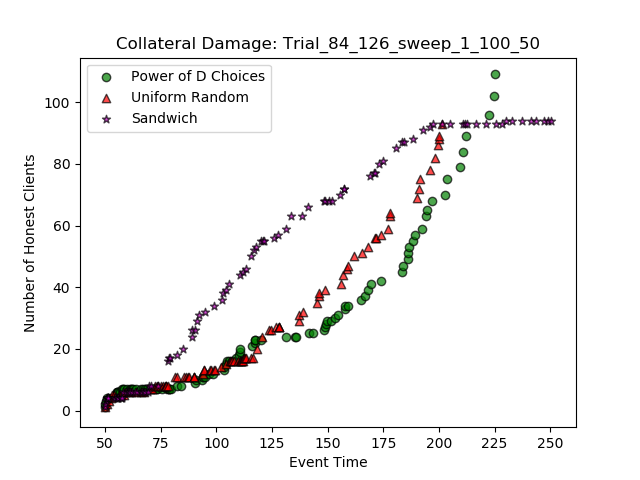 Collateral Damage: Trial_84_126_sweep_1_100_50
Power of D Choices
Uniform Random
Sandwich
Number of Honest Clients
100
80
60
40
20
0
50 75 100 125 150 175 200 225 250
Event Time